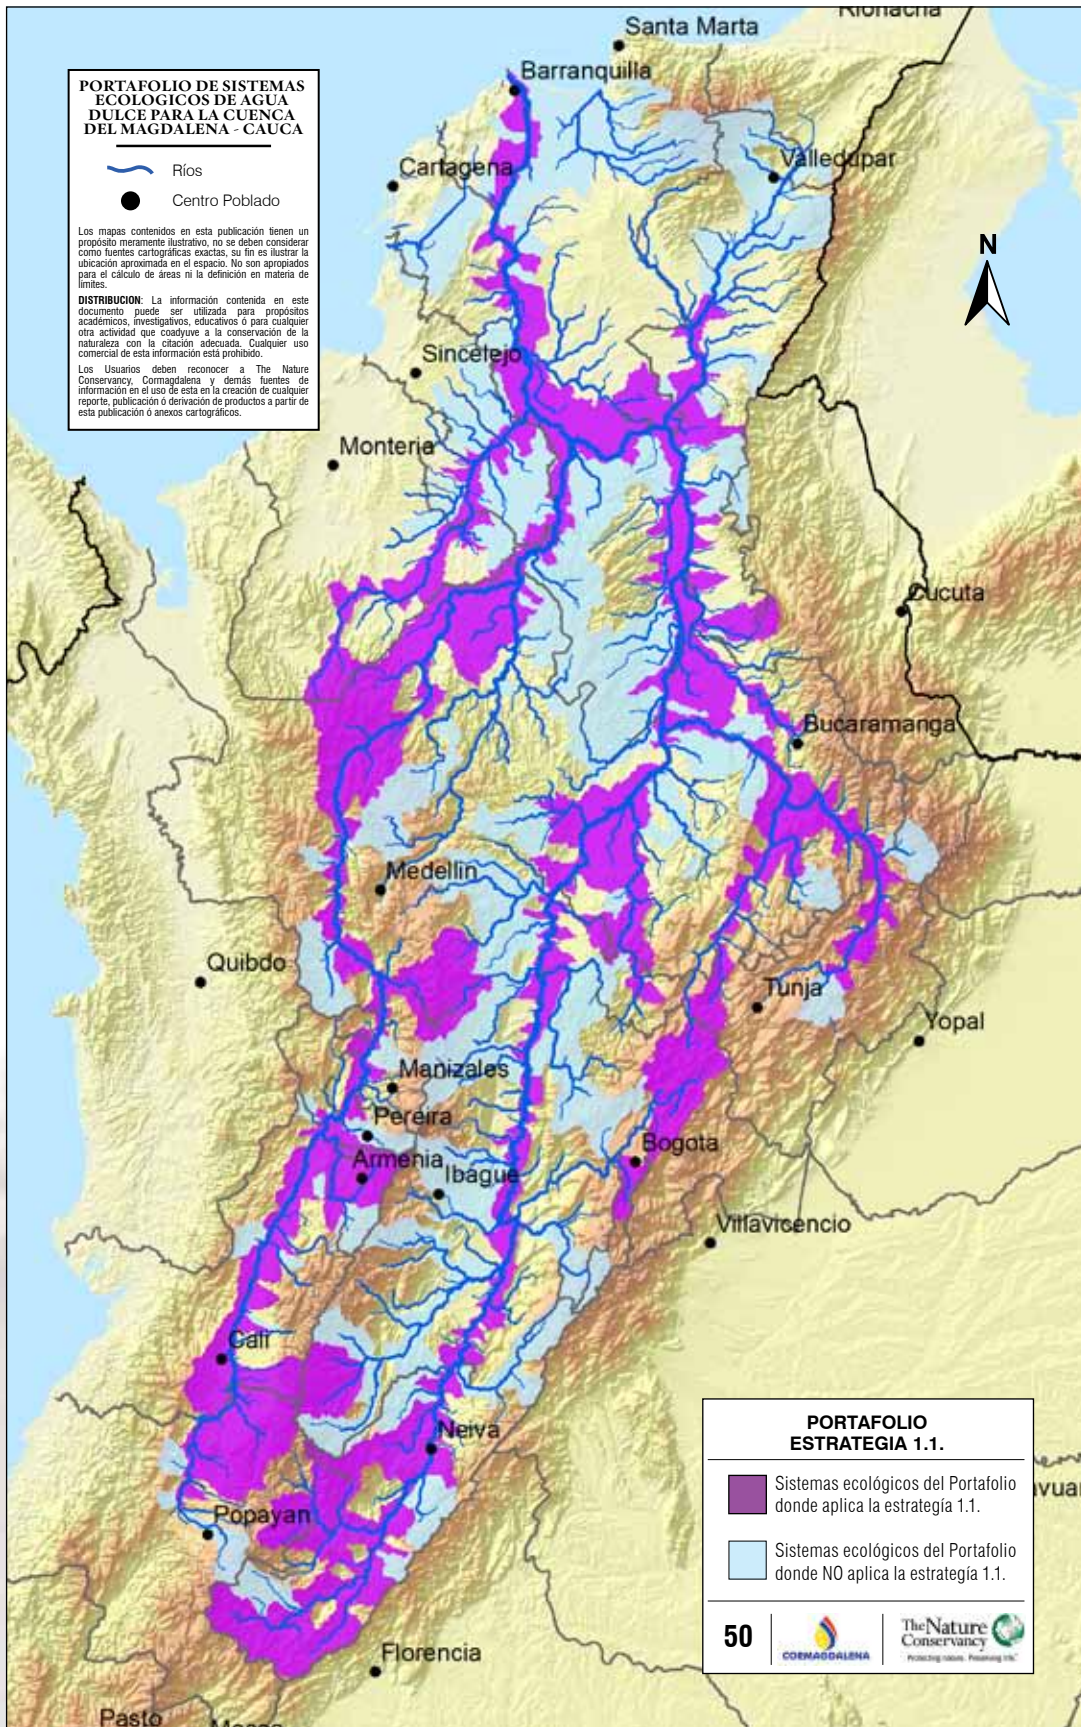 Riohacha
Santa Marta
Barranquilla
PORTAFOLIO DE SISTEMAS
ECOLOGICOS DE AGUA
DULCE PARA LA CUENCA
DEL MAGDALENA - CAUCA
Ríos
Centro Poblado
Los mapas contenidos en esta publicación tienen un
propósito meramente ilustrativo, no se deben considerar
como fuentes cartográficas exactas, su fin es ilustrar la
ubicación aproximada en el espacio. No son apropiados
para el cálculo de áreas ni la definición en materia de
límites.
DISTRIBUCION: La información contenida en este
documento puede ser utilizada para propósitos
académicos, investigativos, educativos ó para cualquier
otra actividad que coadyuve a la conservación de la
naturaleza con la citación adecuada. Cualquier uso
comercial de esta información está prohibido.
Los Usuarios deben reconocer a The Nature
Conservancy, Cormagdalena y demás fuentes de
información en el uso de esta en la creación de cualquier
reporte, publicación ó derivación de productos a partir de
esta publicación ó anexos cartográficos.
Cartagena
Valledupar
N
Sincelejo
Monteria
Cucuta
Bucaramanga
Medellin
Quibdo
Tunja
Yopal
Manizales
Pereira
Armenia
Ibague
Bogota
Villavicencio
Cali
Neiva
Popayan
Florencia
Pasto
PORTAFOLIO
ESTRATEGIA 1.1.
Sistemas ecológicos del Portafolio
donde aplica la estrategía 1.1.
Sistemas ecológicos del Portafolio
donde NO aplica la estrategía 1.1.
50
CORMAGDALENA
The Nature
Conservancy
Protecting nature. Preserving life.